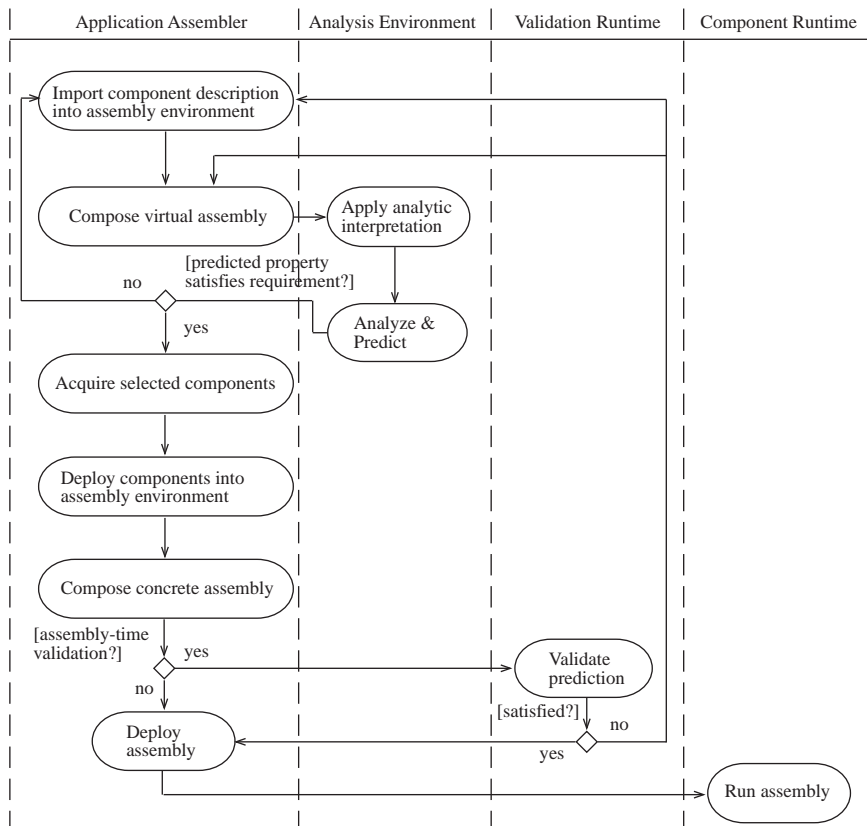 Application Assembler
Analysis Environment
Validation Runtime
Component Runtime
Import component description
into assembly environment
Compose virtual assembly
Apply analytic
interpretation
[predicted property
satisfies requirement?]
no
yes
Analyze &
Predict
Acquire selected components
Deploy components into
assembly environment
Compose concrete assembly
[assembly-time
validation?]
yes
no
Validate
prediction
[satisfied?]
no
yes
Deploy
assembly
Run assembly